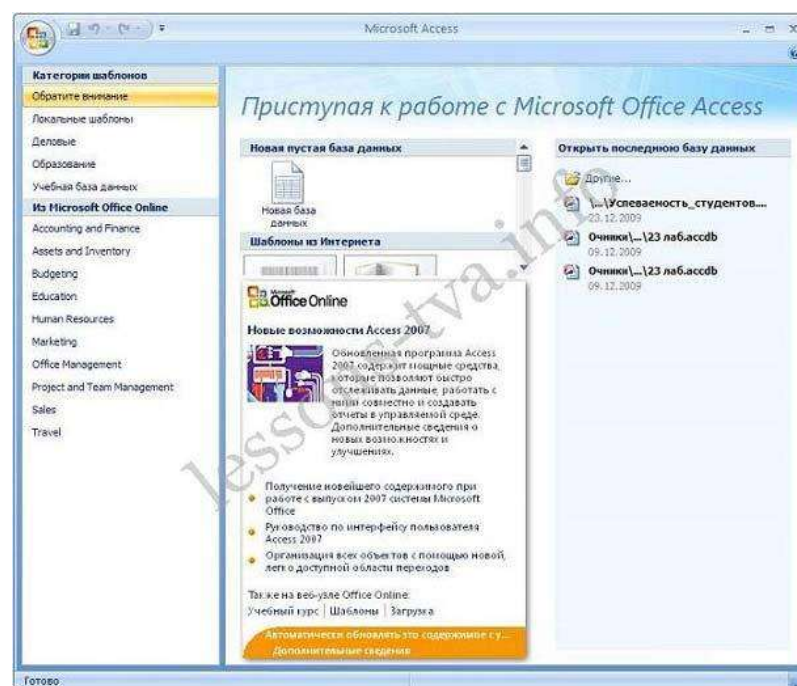 Microsoft Access
Категории шаблонов
Обратите внимание
Локальные шаблоны
Деловые
Образование
Учебная база данных
Из Microsoft Office Online
Accounting and Finance
Assets and Inventory
Budgeting
Education
Human Resources
Marketing
Office Management
Project and Team Management
Sales
Travel
Приступая к работе с Microsoft Office Access
Новая пустая база данных
Новая база
данных
Шаблоны из Интернета
Microsoft
Office Online
Новые возможности Access 2007
Обновленная программа Access
2007 содержит мощные средства,
которые позволяют быстро
отслеживать данные, работать с
ними совместно и создавать
отчеты в управляемой среде.
Дополнительные сведения о
новых возможностях и
улучшениях.
Получение новейшего содержимого при
работе с выпуском 2007 системы Microsoft
Office
Руководство по интерфейсу пользователя
Access 2007
Организация всех объектов с помощью новой,
легко доступной области переходов
Также на веб-узле Office Online:
Учебный курс | Шаблоны | Загрузка
Автоматически обновлять это содержимое с у...
Дополнительные сведения
Открыть последнюю базу данных
Другие...
\...\Успеваемость_студентов....
23.12.2009
Очники\...\23 лаб.accdb
09.12.2009
Очники\...\23 лаб.accdb
09.12.2009
Готово
lessons-tva.info